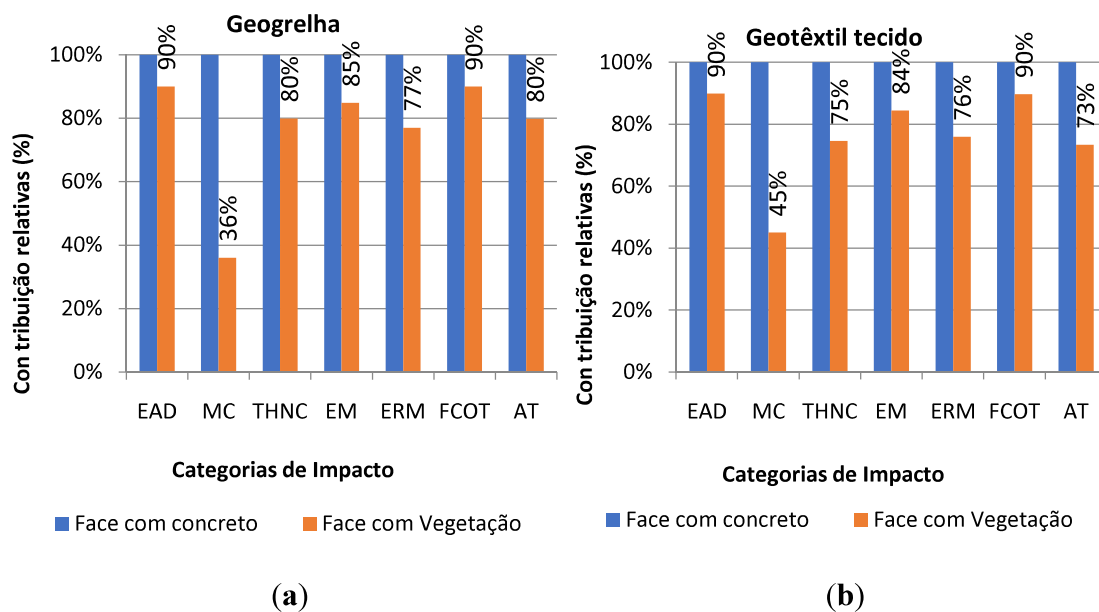 Geogrelha
Con tribuição relativas (%)
100%
80%
60%
40%
20%
0%
90%
36%
80%
85%
77%
90%
80%
EAD MC THNC EM ERM FCOT AT
Categorias de Impacto
Face com concreto Face com Vegetação
(a)
Geotêxtil tecido
Con tribuição relativas (%)
100%
80%
60%
40%
20%
0%
90%
45%
75%
84%
76%
90%
73%
EAD MC THNC EM ERM FCOT AT
Categorias de Impacto
Face com concreto Face com Vegetação
(b)